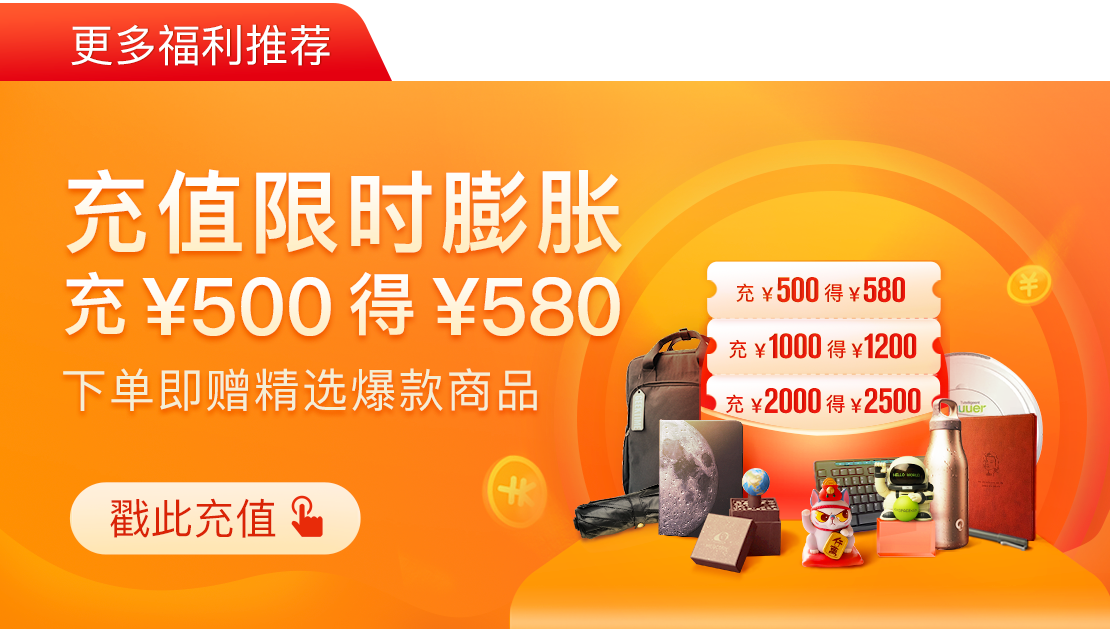 更多福利推荐
充值限时膨胀
充 ¥500 得 ¥580
下单即赠精选爆款商品
戳此充值
充 ¥500 得 ¥580
充 ¥1000 得 ¥1200
充 ¥2000 得 ¥2500
HELLO WORLD